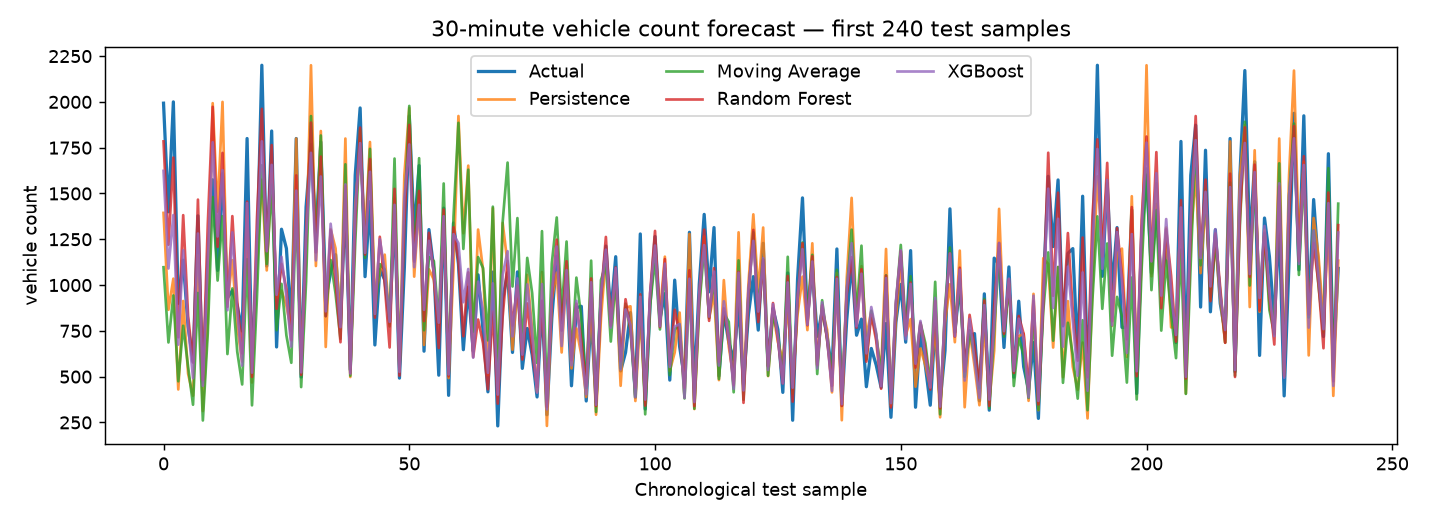 30-minute vehicle count forecast — first 240 test samples
Actual
Persistence
Moving Average
Random Forest
XGBoost
vehicle count
2250
2000
1750
1500
1250
1000
750
500
250
0
50
100
150
200
250
Chronological test sample